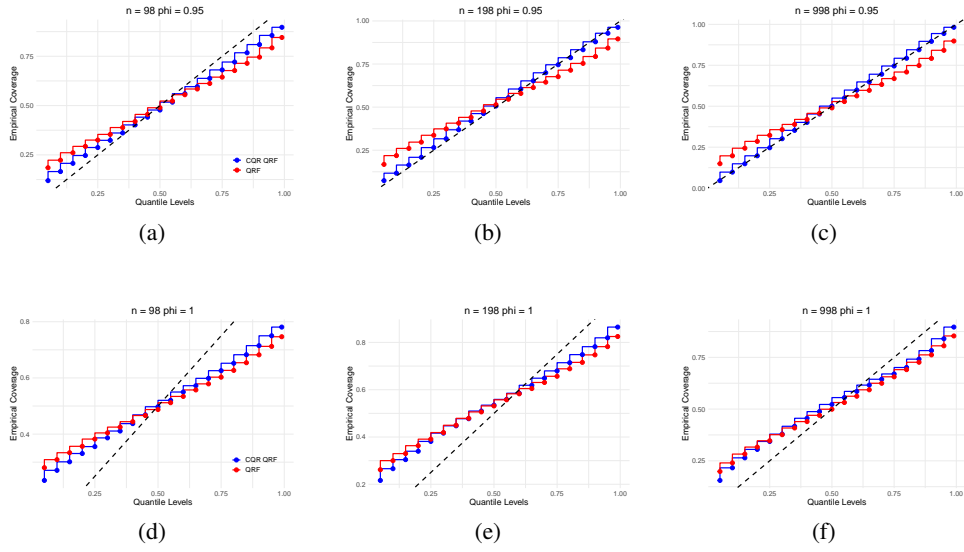 n = 98 phi = 0.95
Empirical Coverage
0.75
0.50
0.25
0.25
0.50
0.75
1.00
Quantile Levels
CQR QRF
QRF
(a)
n = 198 phi = 0.95
Empirical Coverage
1.00
0.75
0.50
0.25
0.25
0.50
0.75
1.00
Quantile Levels
(b)
n = 998 phi = 0.95
Empirical Coverage
1.00
0.75
0.50
0.25
0.00
0.25
0.50
0.75
1.00
Quantile Levels
(c)
n = 98 phi = 1
Empirical Coverage
0.8
0.6
0.4
0.25
0.50
0.75
1.00
Quantile Levels
CQR QRF
QRF
(d)
n = 198 phi = 1
Empirical Coverage
0.8
0.6
0.4
0.2
0.25
0.50
0.75
1.00
Quantile Levels
(e)
n = 998 phi = 1
Empirical Coverage
0.75
0.50
0.25
0.25
0.50
0.75
1.00
Quantile Levels
(f)